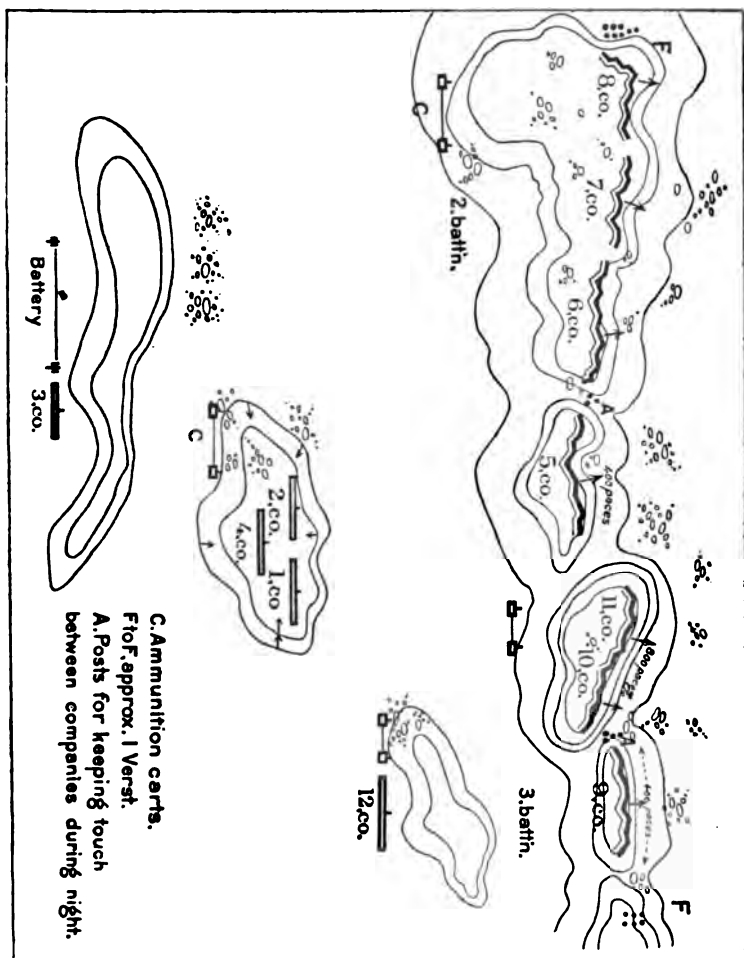 F
8,co.
7,co.
6,co.
C
2.battn.
A
5,co.
400 paces
11,co.
10,co.
800 paces
A
9,co.
600 paces
3.battn.
F
Battery
3.co.
C
2,co.
1,co
4,co.
12.co.
C.Ammunition carts.
F to F, approx. 1 Verst.
A.Posts for keeping touch
between companies during night.